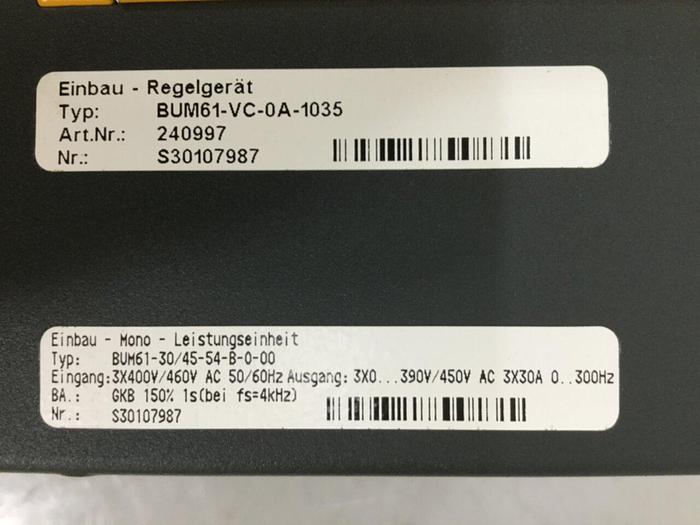 Einbau - Regelgerät
Typ: BUM61-VC-0A-1035
Art.Nr.: 240997
Nr.: S30107987
Einbau - Mono - Leistungseinheit
Typ: BUM61-30/45-54-B-0-00
Eingang:3X400V/460V AC 50/60Hz Ausgang: 3X0...390V/450V AC 3X30A 0..300Hz
BA.: GKB 150% 1s(bei fs=4kHz)
Nr.: S30107987